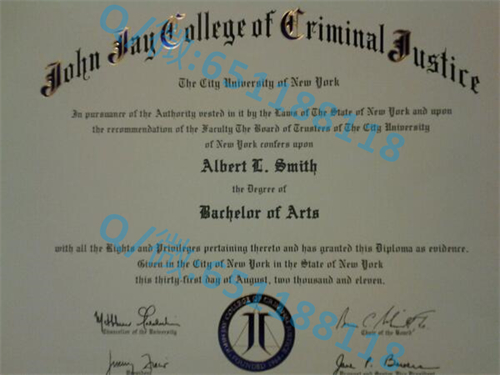 John Jay College of Criminal Justice
The City University of New York
In pursuance of the Authority vested in it by the Laws of The State of New York and upon
the recommendation of the Faculty The Board of Trustees of The City University
of New York confers upon
Albert L. Smith
the Degree of
Bachelor of Arts
with all the Rights and Privileges pertaining thereto and has granted this Diploma as evidence.
Given in the City of New York in the State of New York
this thirty-first day of August, two thousand and eleven.
Chancellor of the University
Chair of the Board
Q/微:651188118
Q/微:651188118